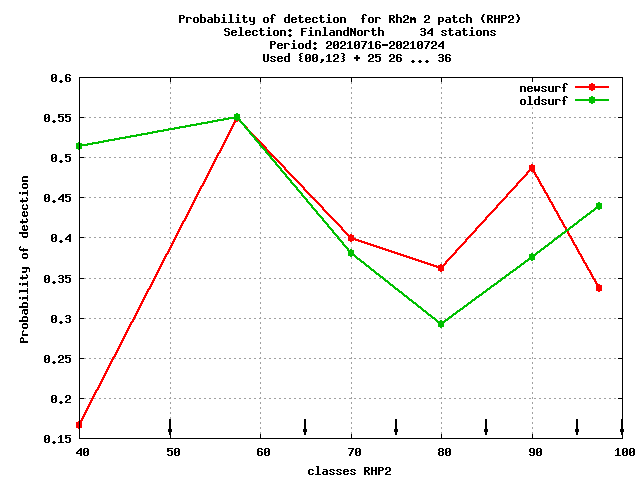 Probability of detection  for Rh2m 2 patch (RHP2)
Selection: FinlandNorth     34 stations
Period: 20210716-20210724
Used {00,12} + 25 26 ... 36
newsurf
oldsurf
0.6
0.55
0.5
0.45
0.4
0.35
0.3
0.25
0.2
0.15
Probability of detection
40 50 60 70 80 90 100
classes RHP2